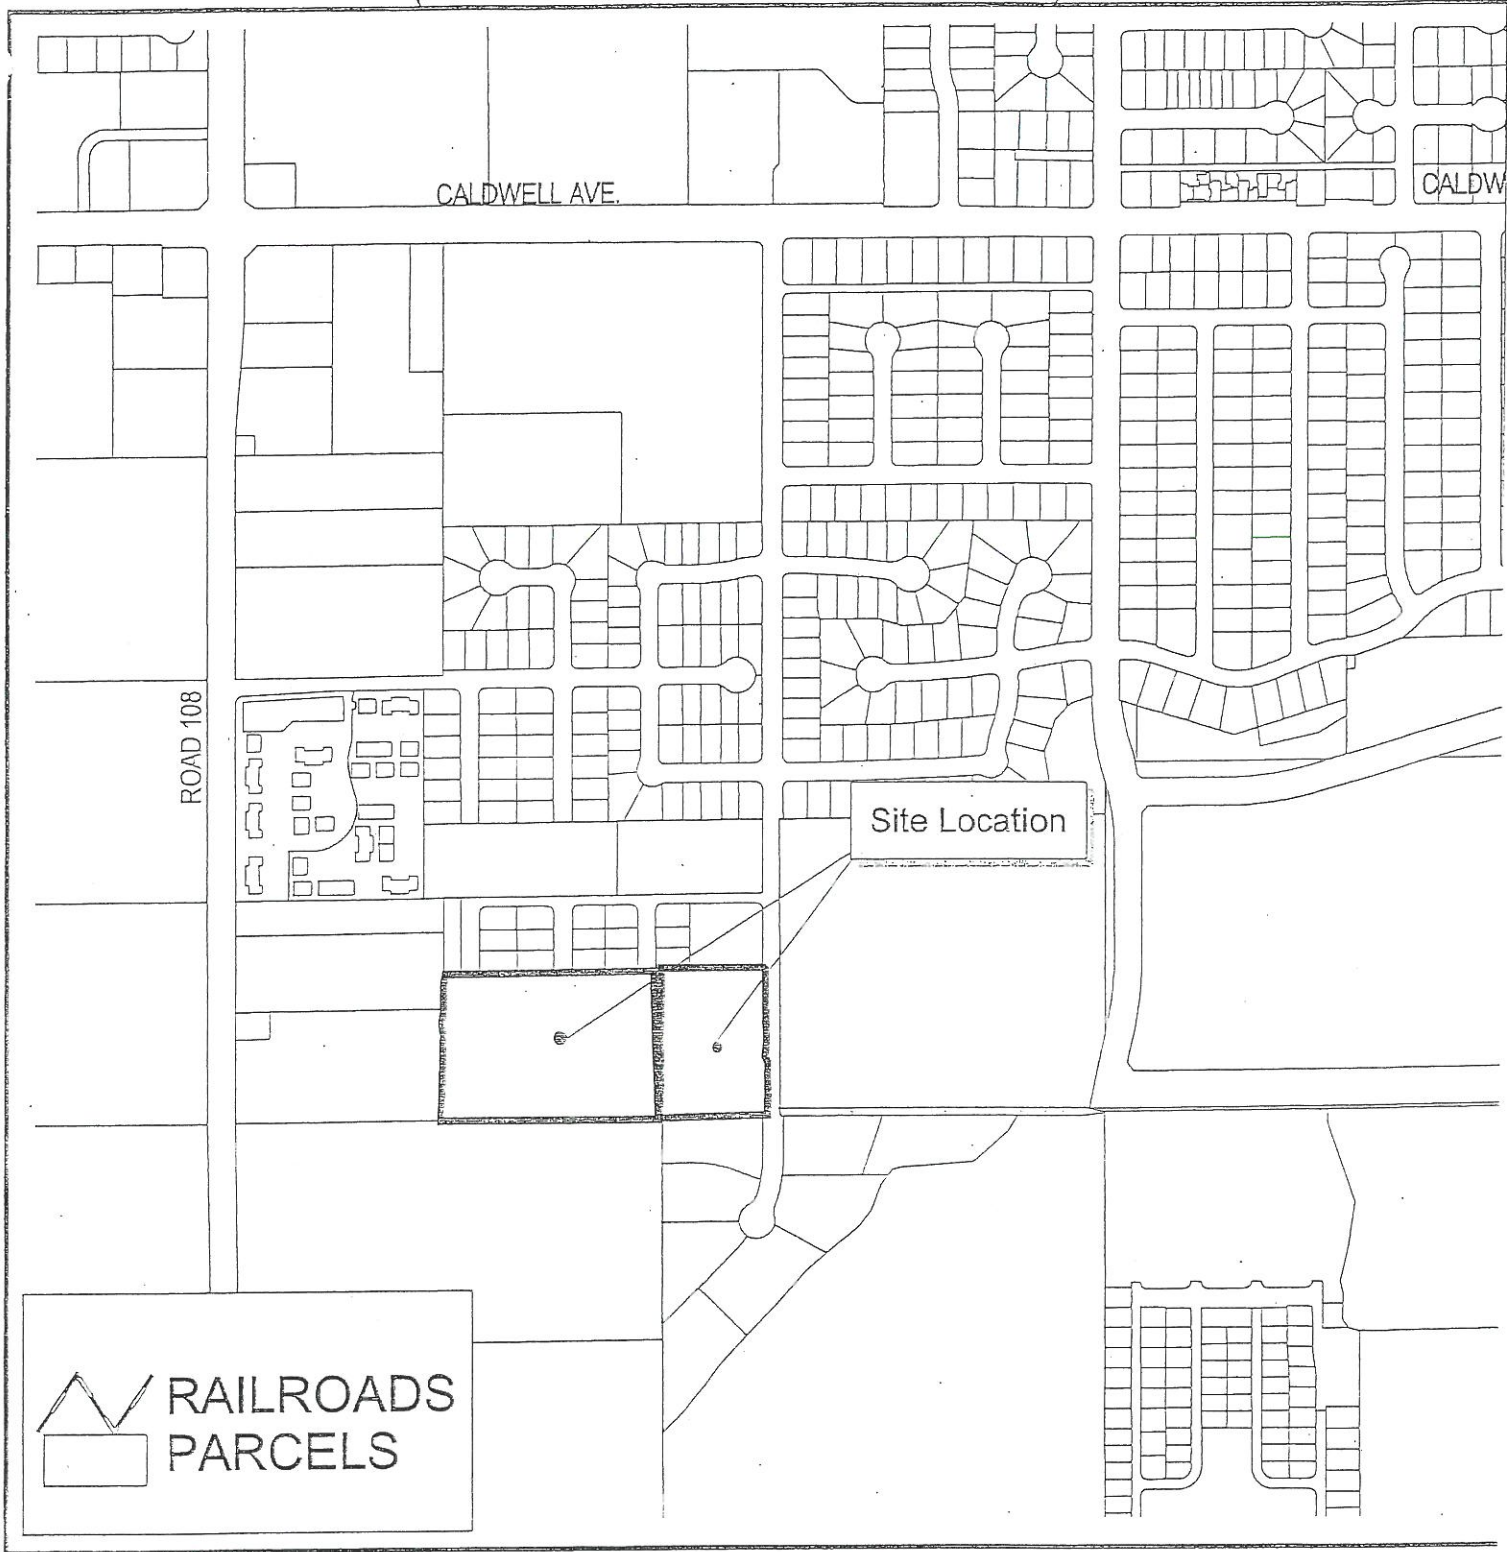 CALDWELL AVE.
CALDW
ROAD 108
Site Location
RAILROADS
PARCELS